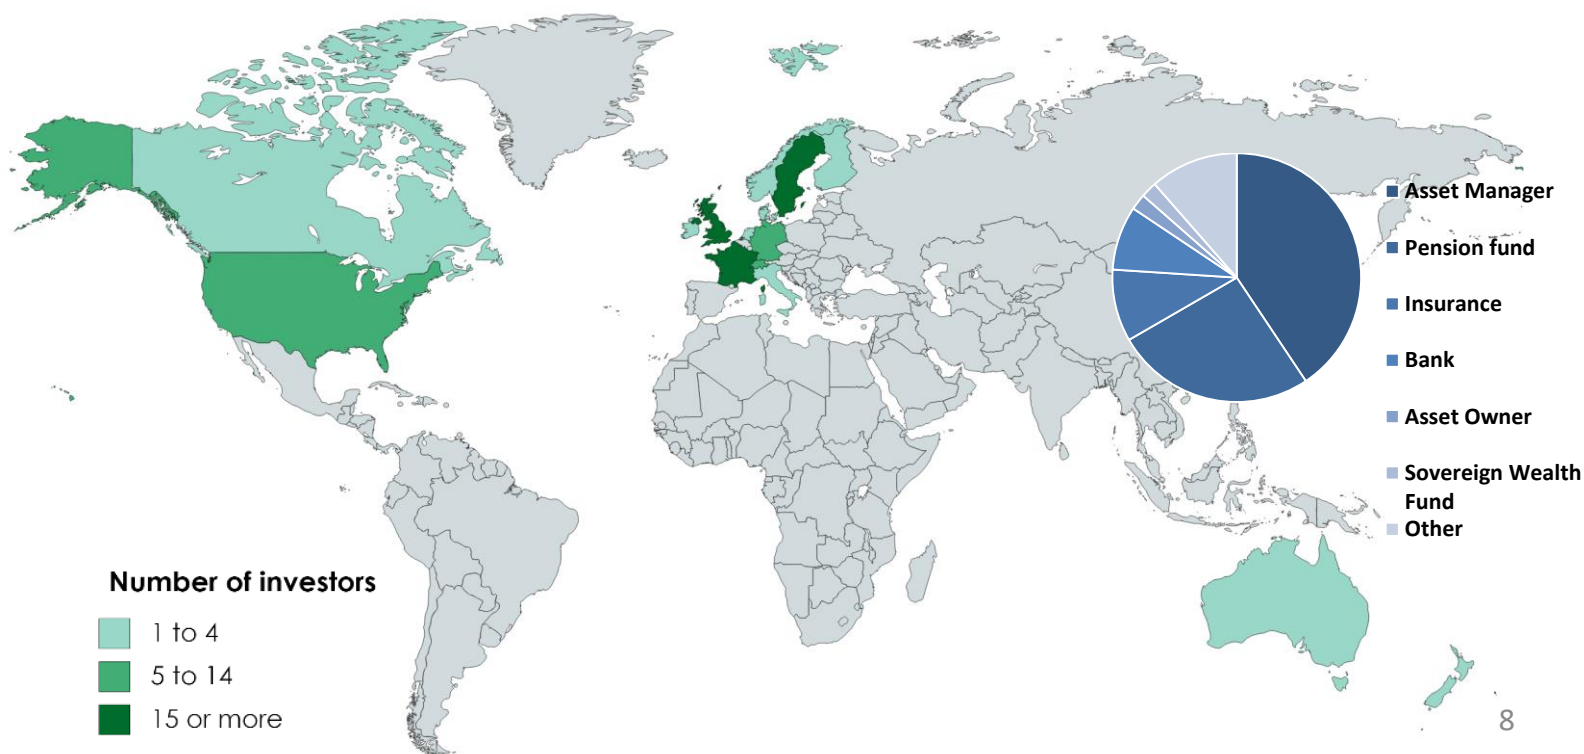 Asset Manager
Pension fund
Insurance
Bank
Asset Owner
Sovereign Wealth
Fund
Other
Number of investors
1 to 4
5 to 14
15 or more
8